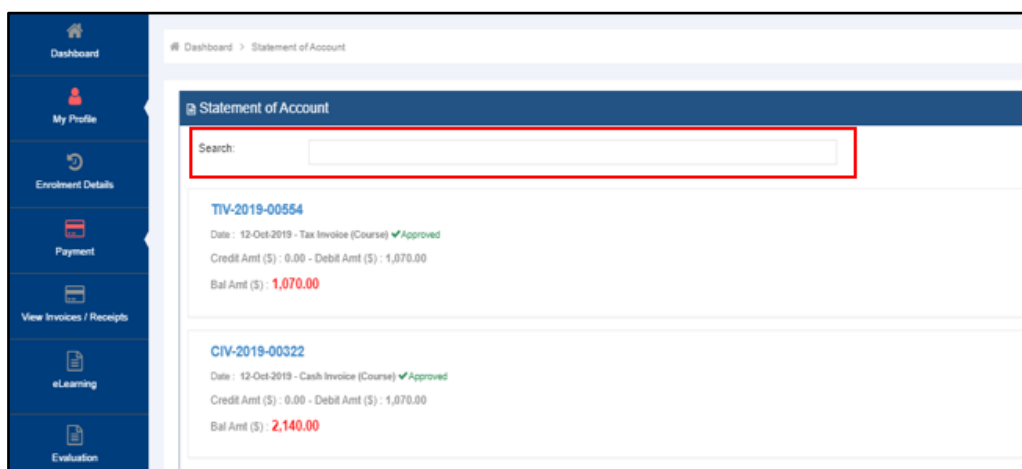 Dashboard
My Profile
Enrolment Details
Payment
View Invoices / Receipts
eLearning
Evaluation
Dashboard > Statement of Account
Statement of Account
Search:
TIV-2019-00554
Date : 12-Oct-2019 - Tax Invoice (Course) ✔Approved
Credit Amt ($) : 0.00 - Debit Amt ($) : 1,070.00
Bal Amt ($) : 1,070.00
CIV-2019-00322
Date : 12-Oct-2019 - Cash Invoice (Course) ✔Approved
Credit Amt ($) : 0.00 - Debit Amt ($) : 1,070.00
Bal Amt ($) : 2,140.00